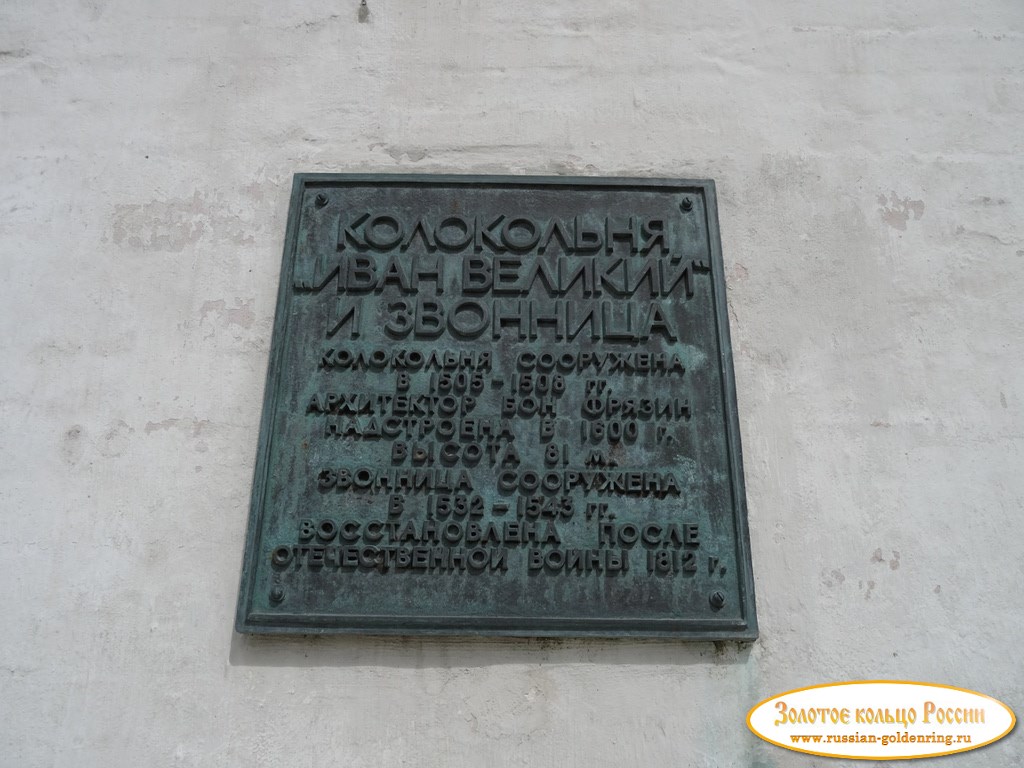 КОЛОКОЛЬНЯ
"ИВАН ВЕЛИКИЙ"
И ЗВОННИЦА
КОЛОКОЛЬНЯ СООРУЖЕНА
В 1505 - 1508 гг.
АРХИТЕКТОР БОН ФРЯЗИН
НАДСТРОЕНА В 1600 г.
ВЫСОТА 81 м.
ЗВОННИЦА СООРУЖЕНА
В 1532 - 1543 гг.
ВОССТАНОВЛЕНА ПОСЛЕ
ОТЕЧЕСТВЕННОЙ ВОЙНЫ 1812 г.
Золотое кольцо России
www.russian-goldenring.ru